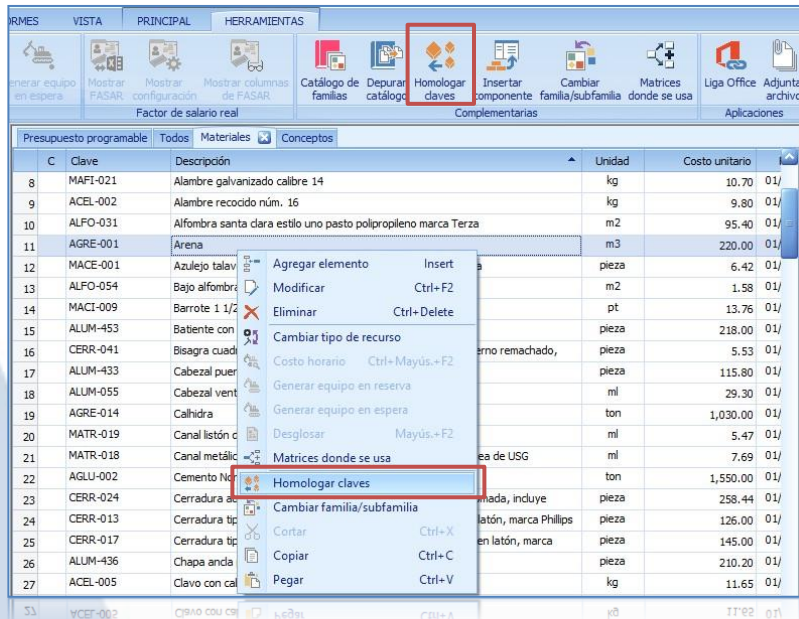 VISTA PRINCIPAL HERRAMIENTAS
Mostrar FASAR
Mostrar configuración
Mostrar columnas de FASAR
Catálogo de familias
Depurar catálogo
Homologar claves
Insertar
Cambiar familia/subfamilia
Matrices donde se usa
Liga Office
archivo
Factor de salario real Complementarias Aplicaciones
Presupuesto programable Todos Materiales Conceptos
C Clave Descripción Unidad Costo unitario
8 MAFI-021 Alambre galvanizado calibre 14 kg 10.70 01/
9 ACEL-002 Alambre recocido núm. 16 kg 9.80 01/
10 ALFO-031 Alfombra santa clara estilo uno pasto polipropileno marca Terza m2 95.40 01/
11 AGRE-001 Arena m3 220.00 01/
12 MACE-001 Azulejo talav pieza 6.42 01/
13 ALFO-054 Bajo alfombra m2 1.58 01/
14 MACI-009 Barrote 1 1/2 pt 13.76 01/
15 ALUM-453 Batiente con pieza 218.00 01/
16 CERR-041 Bisagra cuad erno remachado, pieza 5.53 01/
17 ALUM-433 Cabezal puer pieza 115.80 01/
18 ALUM-055 Cabezal vent ml 29.30 01/
19 AGRE-014 Calhidra ton 1,030.00 01/
20 MATR-019 Canal listón ml 5.47 01/
21 MATR-018 Canal metálic ea de USG ml 7.69 01/
22 AGLU-002 Cemento Nor ton 1,550.00 01/
23 CERR-024 Cerradura mada, incluye pieza 258.44 01/
24 CERR-013 Cerradura tip latón, marca Phillips pieza 126.00 01/
25 CERR-017 Cerradura tip en latón, marca pieza 145.00 01/
26 ALUM-436 Chapa anda pieza 210.20 01/
27 ACEL-005 Clavo con cal kg 11.65 01/
Agregar elemento Insert
Modificar Ctrl+F2
Eliminar Ctrl+Delete
Cambiar tipo de recurso
Costo horario Ctrl+Mayús.+F2
Generar equipo en reserva
Generar equipo en espera
Desglosar Mayús.+F2
Matrices donde se usa
Homologar claves
Cambiar familia/subfamilia
Cortar Ctrl+X
Copiar Ctrl+C
Pegar Ctrl+V